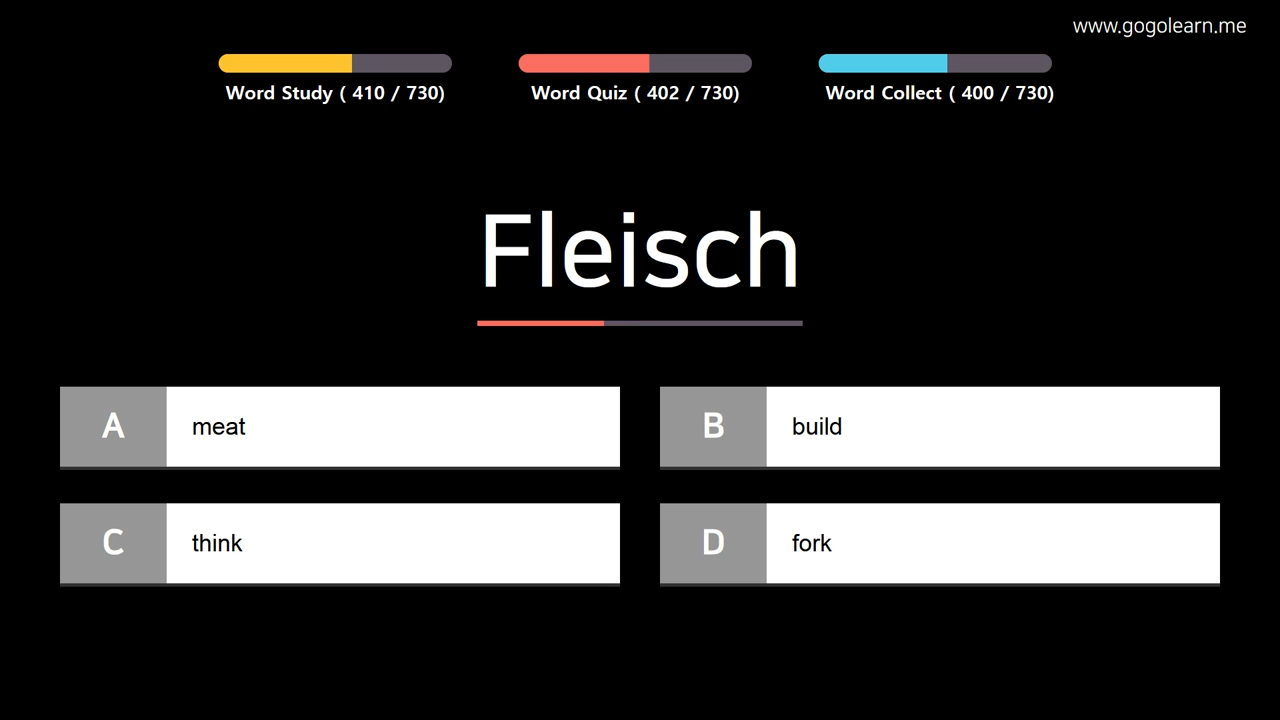 www.gogolearn.me
Word Study ( 410 / 730)
Word Quiz ( 402 / 730)
Word Collect ( 400 / 730)
Fleisch
A meat
B build
C think
D fork